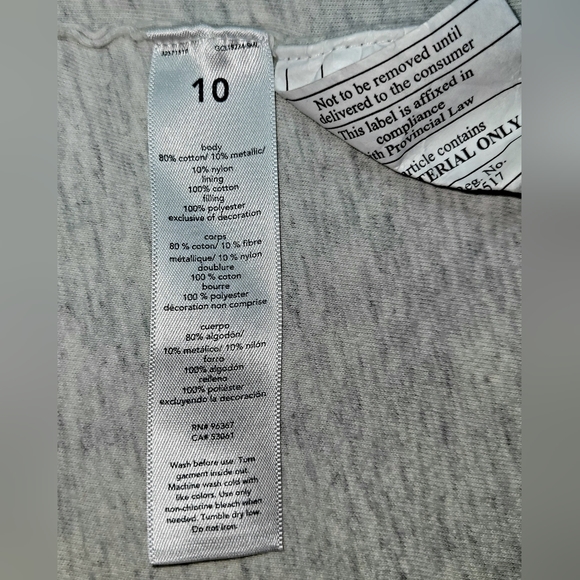 10
body
80% cotton/ 10% metallic/
10% nylon
lining
100% cotton
filling
100% polyester
exclusive of decoration
corps
80 % coton/ 10 % fibre
métallique/ 10 % nylon
doublure
100 % coton
bourre
100 % polyester
décoration non comprise
cuerpo
80% algodón/
10% metálico/ 10% nilón
forro
100% algodón
relleno
100% poliéster
excluyendo la decoración
RN# 96367
CA# 53061
Wash before use. Turn
garment inside out.
Machine wash cold with
like colors. Use only
non-chlorine bleach when
needed. Tumble dry low.
Do not iron.
Not to be removed until
delivered to the consumer
This label is affixed in
compliance
with Provincial Law
article contains
TERIAL ONLY
Reg. No.
517